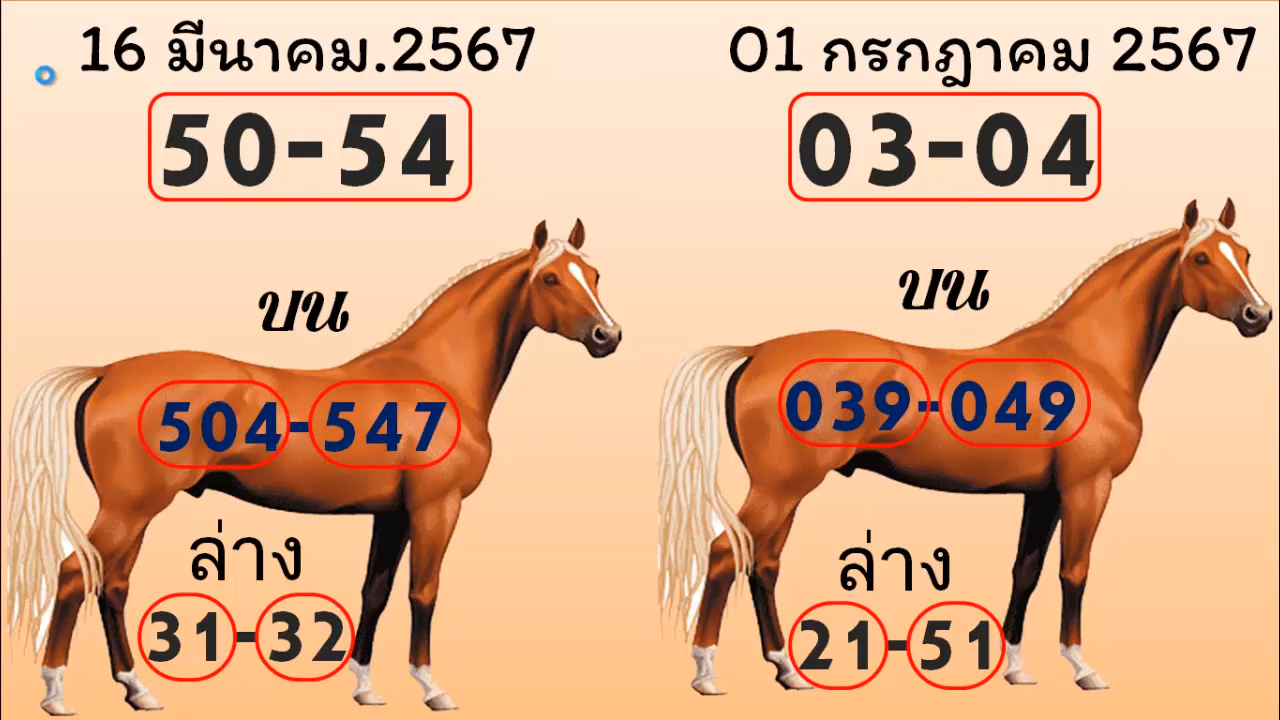 16 มีนาคม.2567
50-54
บน
504-547
ล่าง
31-32
01 กรกฎาคม 2567
03-04
บน
039-049
ล่าง
21-51